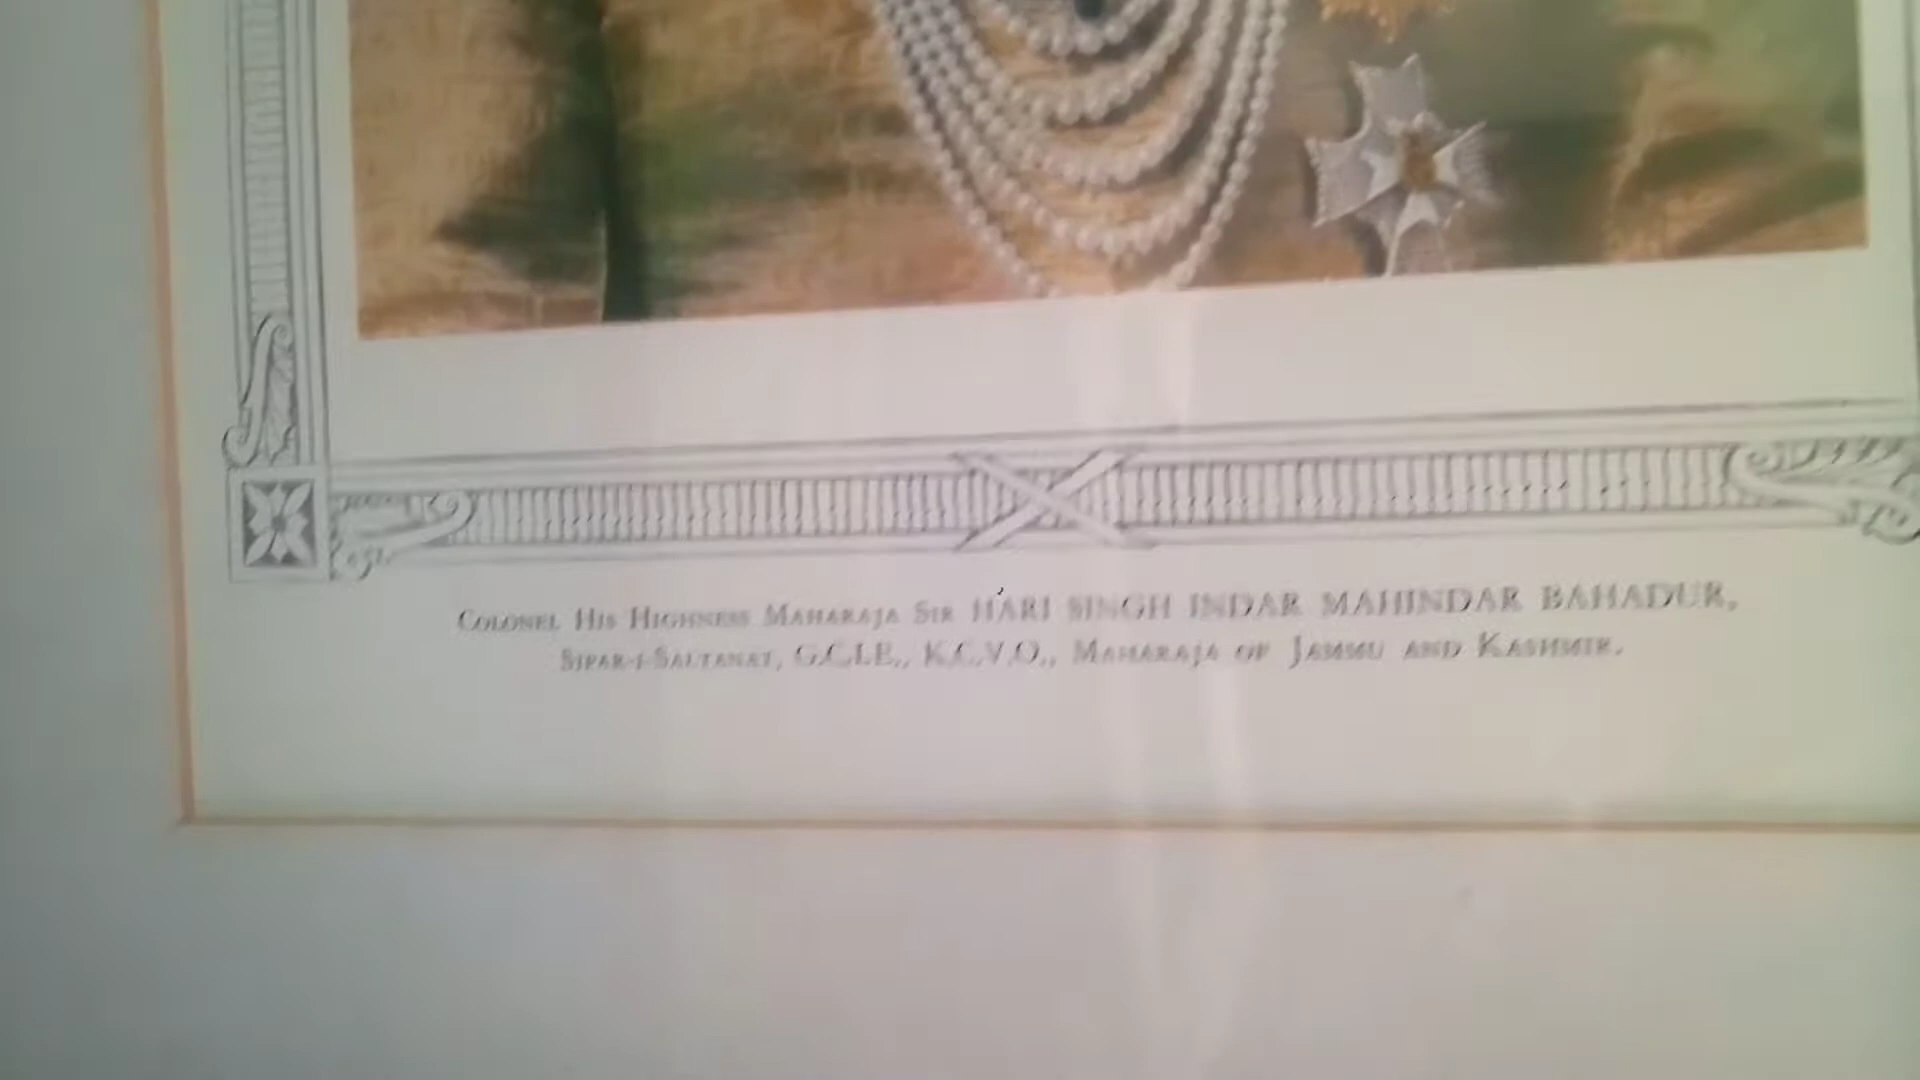 Colonel His Highness Maharaja Sir HARI SINGH INDAR MAHINDAR BAHADUR,
Sipar-i-Saltanat, G.C.I.E., K.C.V.O., Maharaja of Jammu and Kashmir.